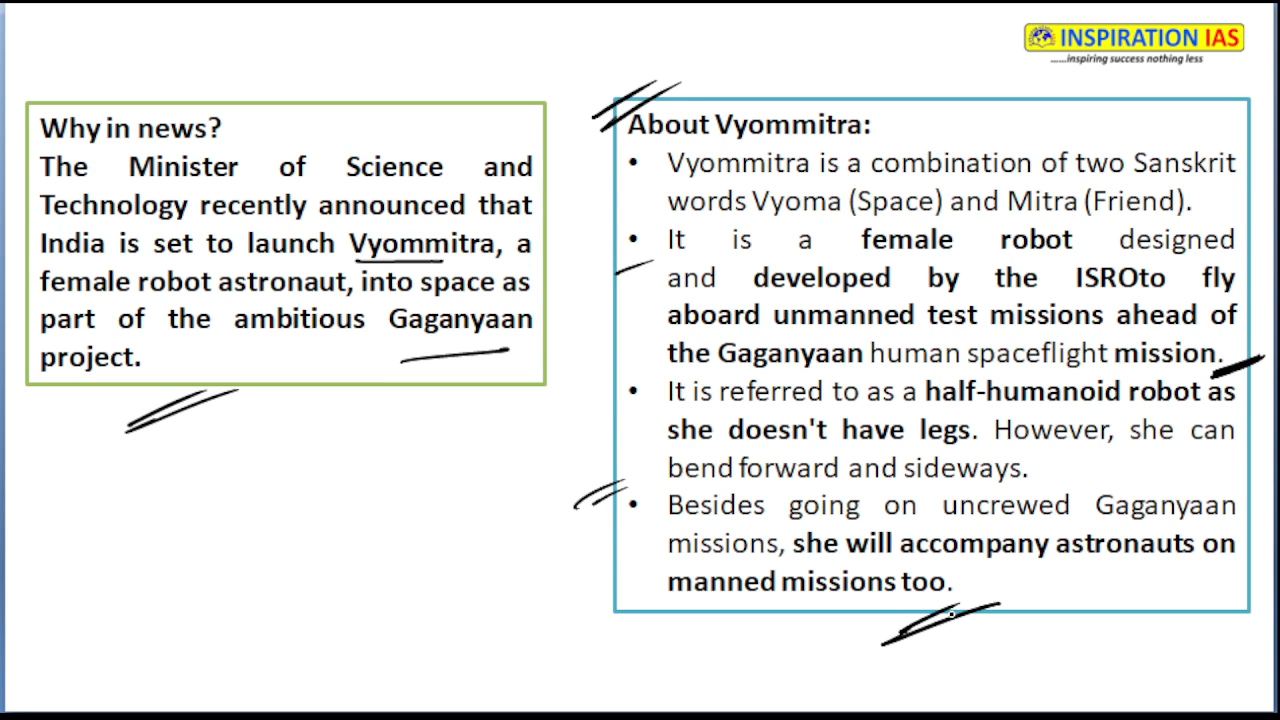 INSPIRATION IAS
......inspiring success nothing less
Why in news?
The Minister of Science and
Technology recently announced that
India is set to launch Vyommitra, a
female robot astronaut, into space as
part of the ambitious Gaganyaan
project.
About Vyommitra:
• Vyommitra is a combination of two Sanskrit
words Vyoma (Space) and Mitra (Friend).
• It is a female robot designed
and developed by the ISROto fly
aboard unmanned test missions ahead of
the Gaganyaan human spaceflight mission.
• It is referred to as a half-humanoid robot as
she doesn't have legs. However, she can
bend forward and sideways.
• Besides going on uncrewed Gaganyaan
missions, she will accompany astronauts on
manned missions too.